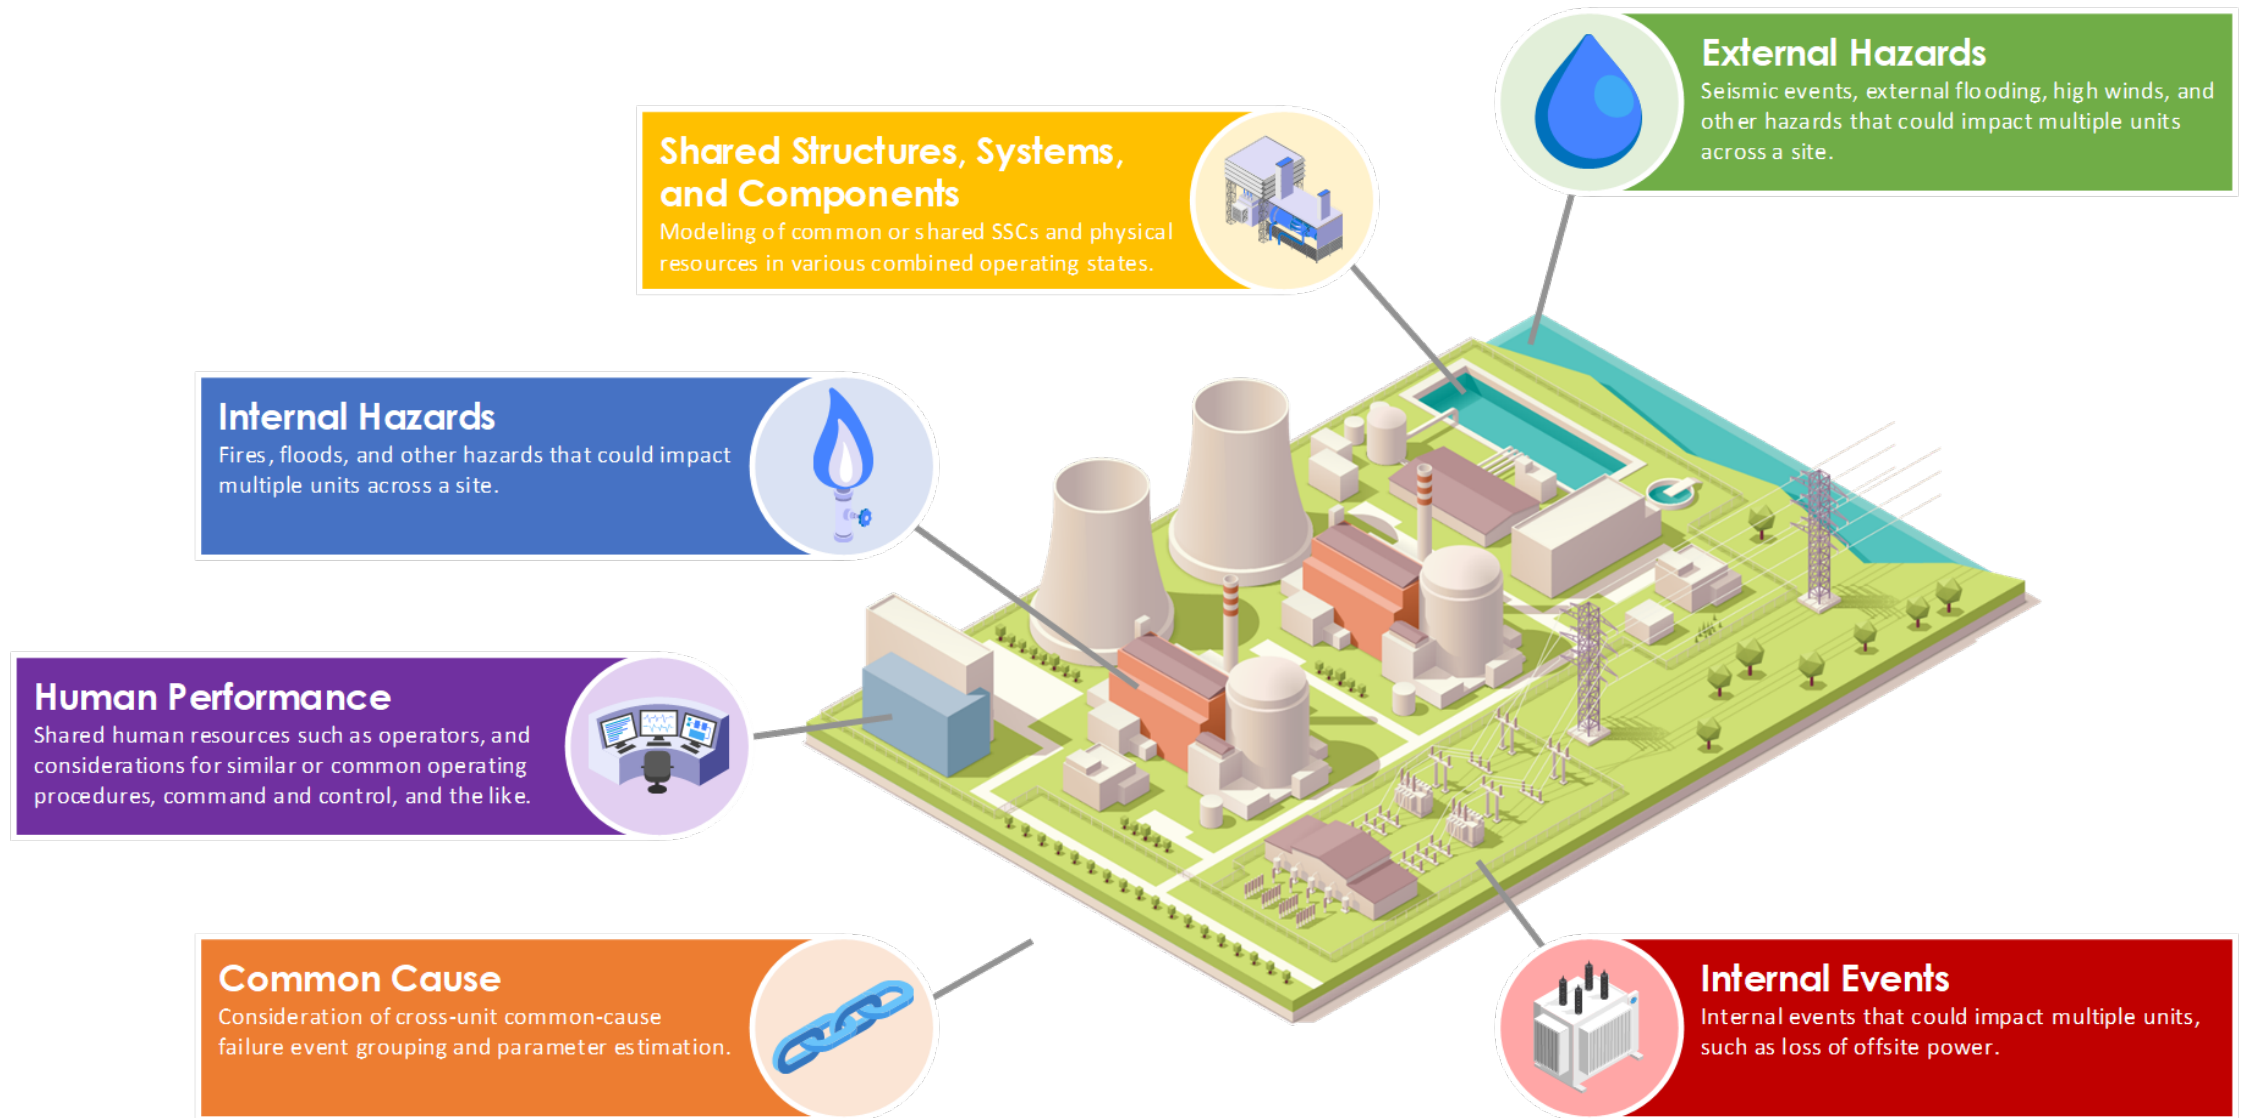 External Hazards
Seismic events, external flooding, high winds, and
other hazards that could impact multiple units
across a site.
Shared Structures, Systems,
and Components
Modeling of common or shared SSCs and physical
resources in various combined operating states.
Internal Hazards
Fires, floods, and other hazards that could impact
multiple units across a site.
Human Performance
Shared human resources such as operators, and
considerations for similar or common operating
procedures, command and control, and the like.
Common Cause
Consideration of cross-unit common-cause
failure event grouping and parameter estimation.
Internal Events
Internal events that could impact multiple units,
such as loss of offsite power.